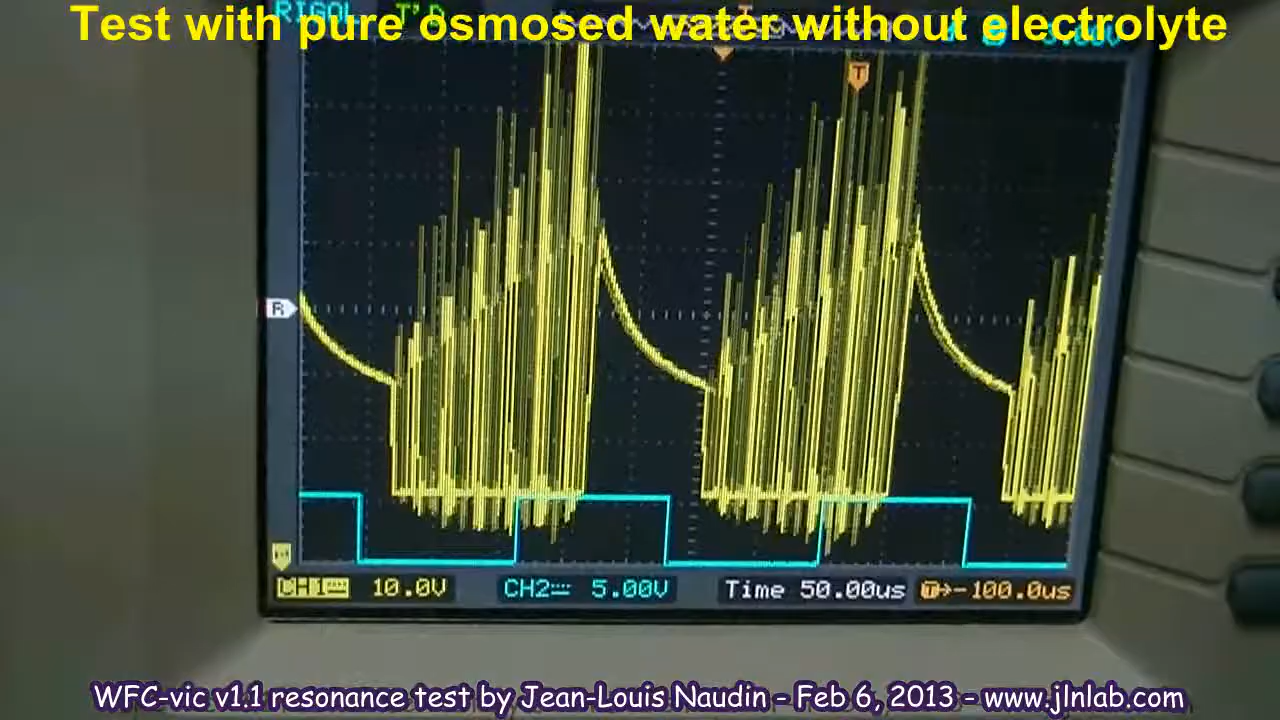 Test with pure osmosed water without electrolyte
RIGOL T'D
T
T
R
CH1 10.0V CH2 5.00V Time 50.00us T→-100.0us
WFC-vic v1.1 resonance test by Jean-Louis Naudin - Feb 6, 2013 - www.jlnlab.com